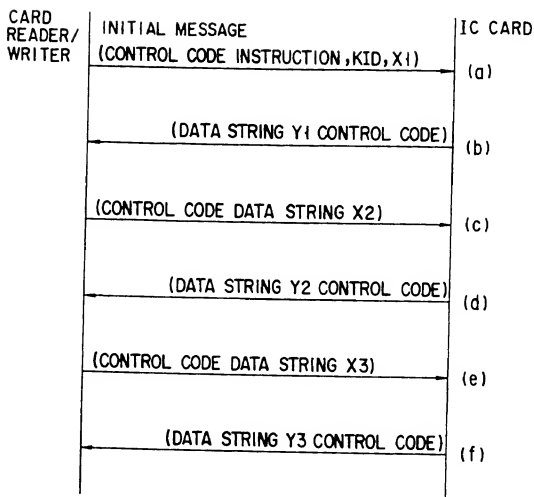 CARD
READER/
WRITER
INITIAL MESSAGE
IC CARD
(CONTROL CODE INSTRUCTION, KID, X1)
(a)
(DATA STRING Y1 CONTROL CODE)
(b)
(CONTROL CODE DATA STRING X2)
(c)
(DATA STRING Y2 CONTROL CODE)
(d)
(CONTROL CODE DATA STRING X3)
(e)
(DATA STRING Y3 CONTROL CODE)
(f)